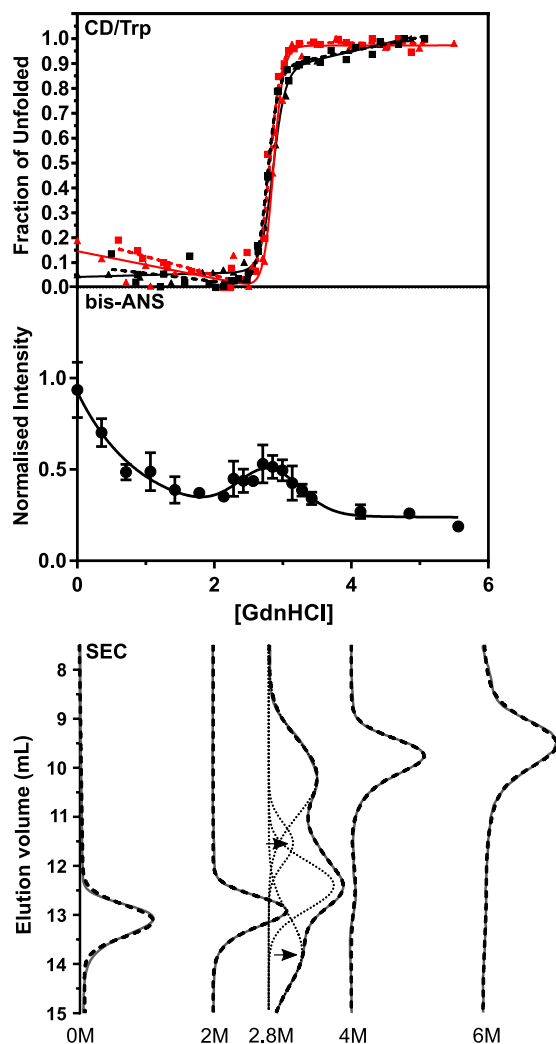 CD/Trp
Fraction of Unfolded
1.0
0.9
0.8
0.7
0.6
0.5
0.4
0.3
0.2
0.1
0.0
bis-ANS
Normalised Intensity
1.0
0.5
0.0
0 2 4 6
[GdnHCl]
SEC
Elution volume (mL)
8
9
10
11
12
13
14
15
0M 2M 2.8M 4M 6M